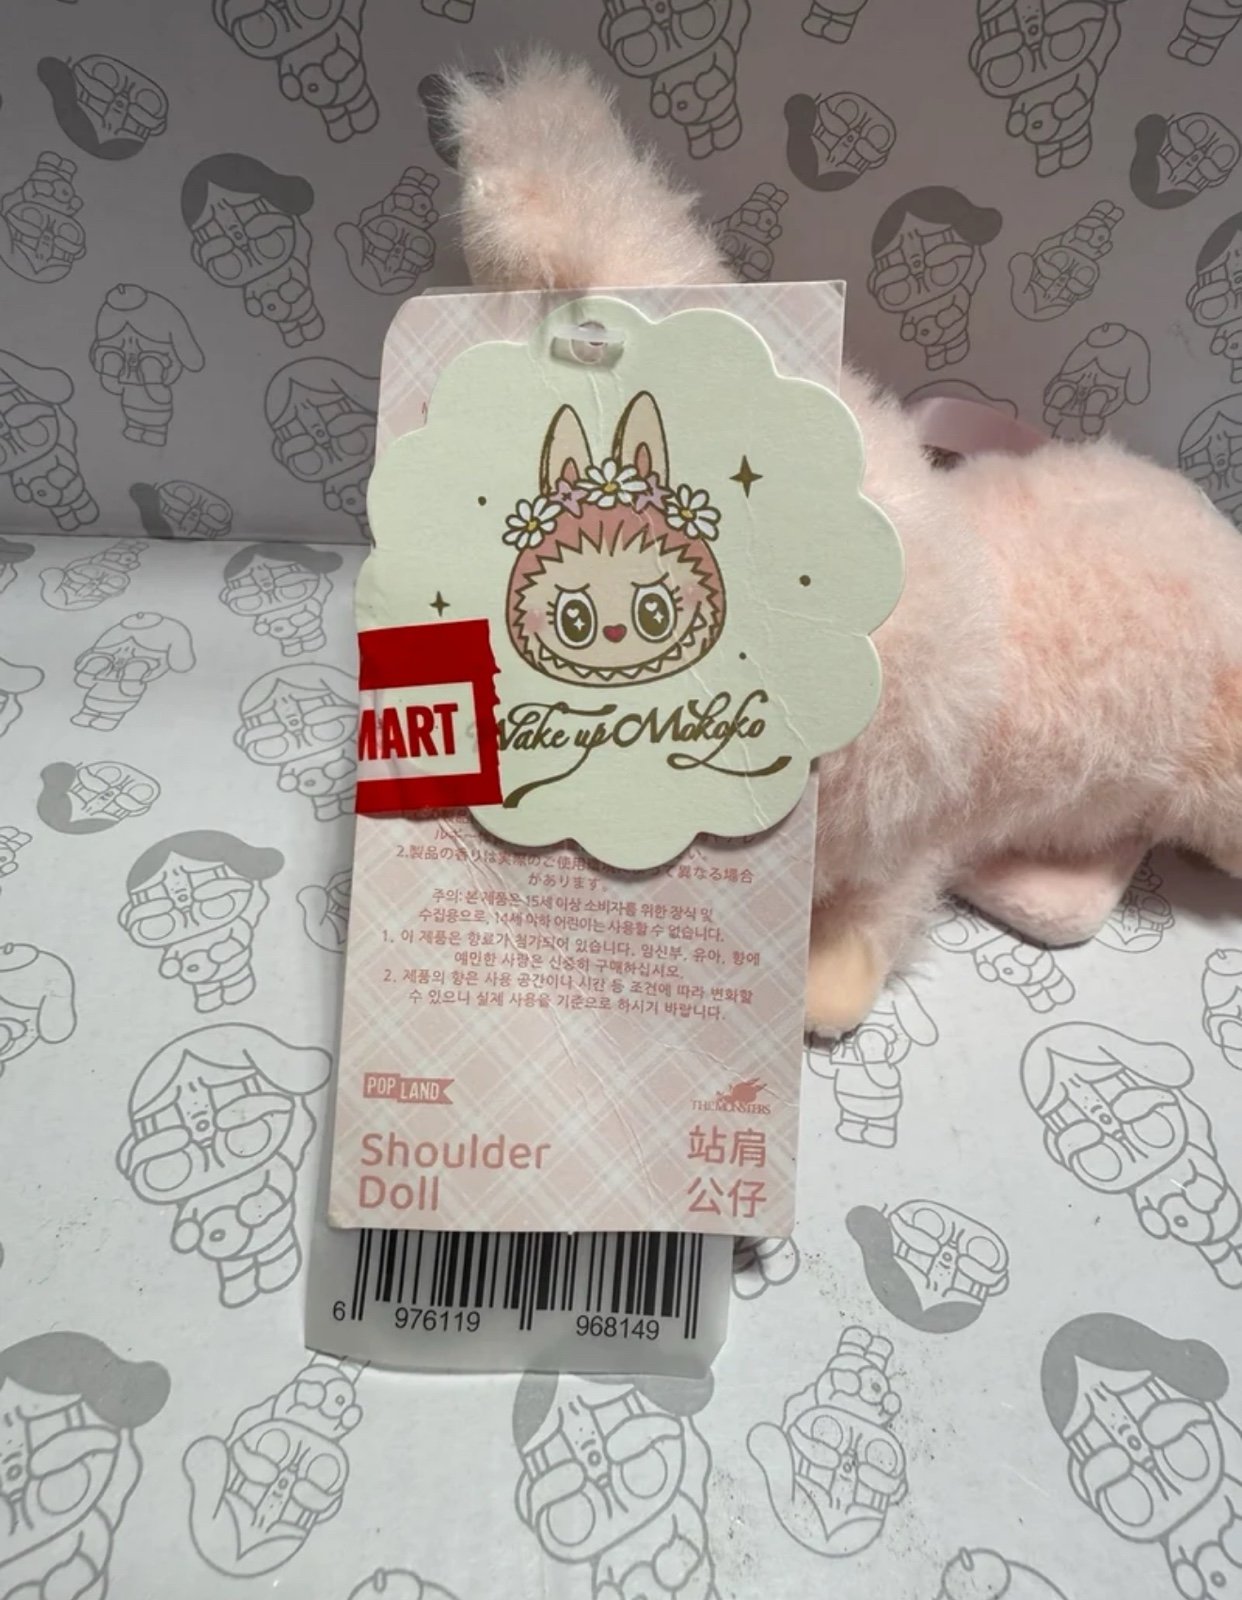 MART
Wake up Mokoko
2.製品の香りは実際のご使用
って異なる場合
があります。
주의: 본 제품은 15세 이상 소비자를 위한 장식 및
수집용으로, 14세 이하 어린이는 사용할 수 없습니다.
1. 이 제품은 향료가 첨가되어 있습니다. 임신부, 유아, 향에
예민한 사람은 신중히 구매하십시오.
2. 제품의 향은 사용 공간이나 시간 등 조건에 따라 변화할
수 있으니 실제 사용을 기준으로 하시기 바랍니다.
POP LAND
THE MONSTERS
Shoulder
Doll
站肩
公仔
6 976119 968149